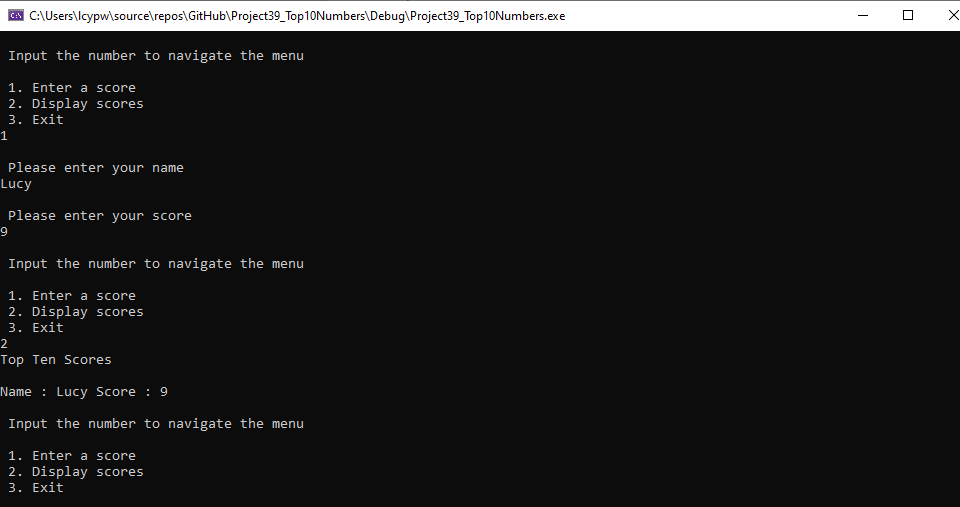 C:\Users\lcypw\source\repos\GitHub\Project39_Top10Numbers\Debug\Project39_Top10Numbers.exe
Input the number to navigate the menu
1. Enter a score
2. Display scores
3. Exit
1
Please enter your name
Lucy
Please enter your score
9
Input the number to navigate the menu
1. Enter a score
2. Display scores
3. Exit
2
Top Ten Scores
Name : Lucy Score : 9
Input the number to navigate the menu
1. Enter a score
2. Display scores
3. Exit